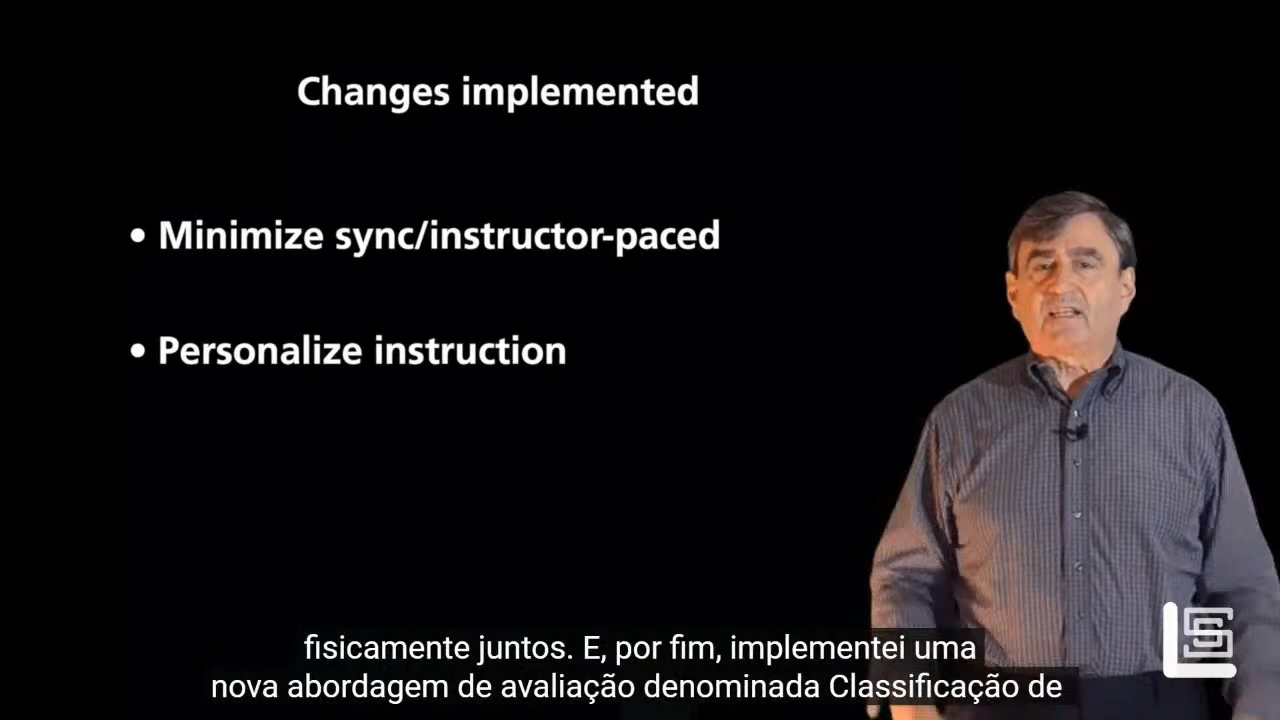 Changes implemented
• Minimize sync/instructor-paced
• Personalize instruction
fisicamente juntos. E, por fim, implementei uma
nova abordagem de avaliação denominada Classificação de